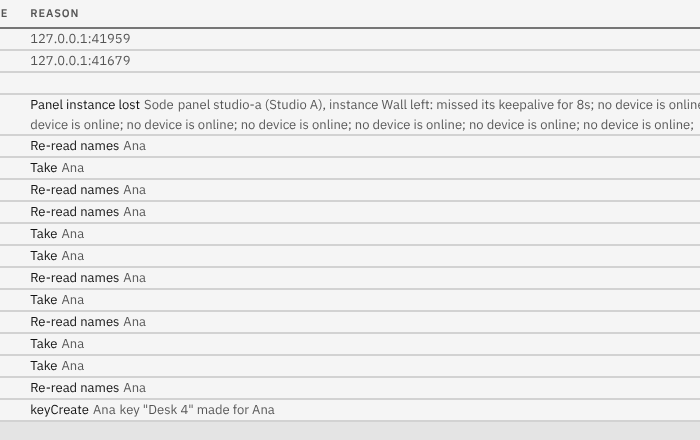 E REASON
127.0.0.1:41959
127.0.0.1:41679
Panel instance lost Sode panel studio-a (Studio A), instance Wall left: missed its keepalive for 8s; no device is online
device is online; no device is online; no device is online; no device is online; no device is online; no device is online;
Re-read names Ana
Take Ana
Re-read names Ana
Re-read names Ana
Take Ana
Take Ana
Re-read names Ana
Take Ana
Re-read names Ana
Take Ana
Take Ana
Re-read names Ana
keyCreate Ana key "Desk 4" made for Ana